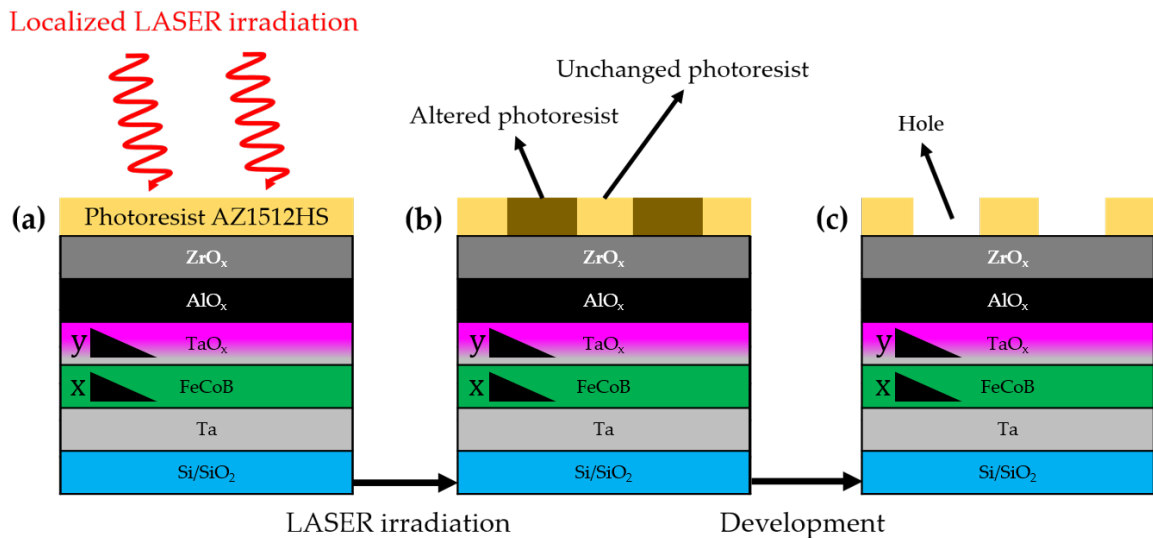 Localized LASER irradiation
Unchanged photoresist
Altered photoresist
Hole
(a)
Photoresist AZ1512HS
ZrOₓ
AlOₓ
y TaOₓ
x FeCoB
Ta
Si/SiO₂
(b)
ZrOₓ
AlOₓ
y TaOₓ
x FeCoB
Ta
Si/SiO₂
(c)
ZrOₓ
AlOₓ
y TaOₓ
x FeCoB
Ta
Si/SiO₂
LASER irradiation
Development